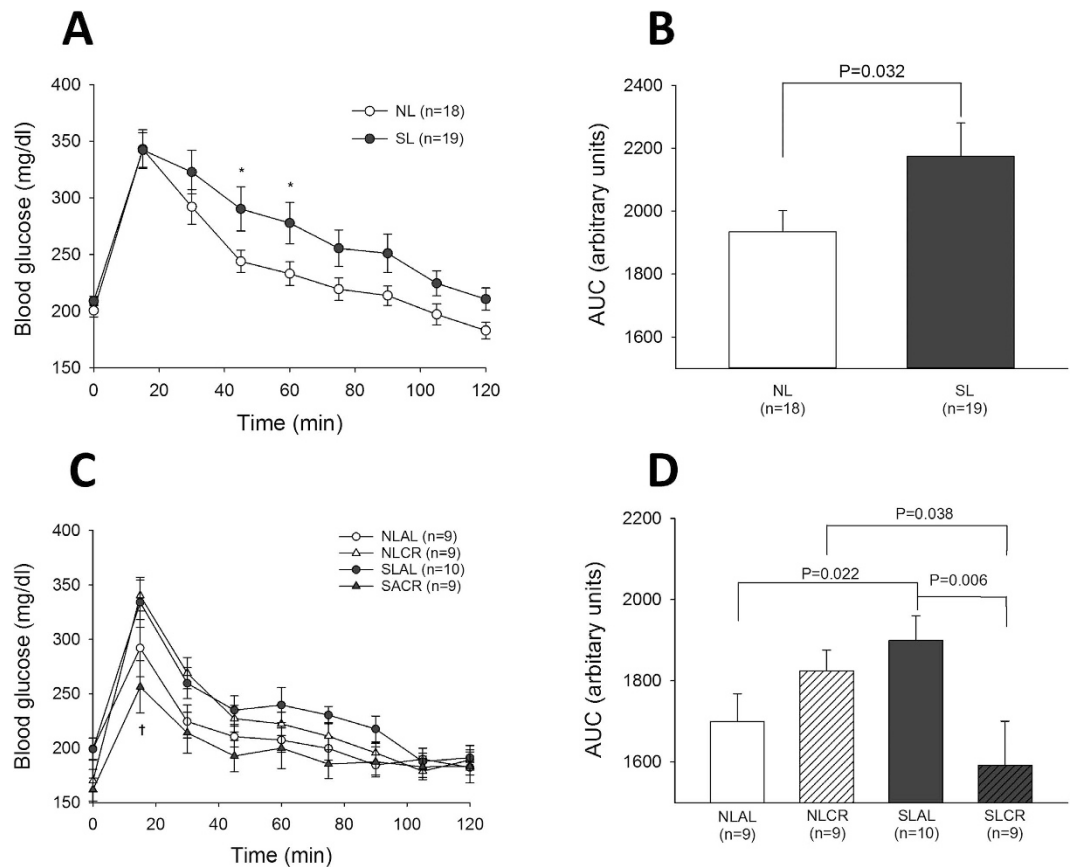 A
400
350
300
250
200
150
Blood glucose (mg/dl)
NL (n=18)
SL (n=19)
*
*
0
20
40
60
80
100
120
Time (min)
B
2400
2200
2000
1800
1600
AUC (arbitrary units)
P=0.032
NL
(n=18)
SL
(n=19)
C
400
350
300
250
200
150
Blood glucose (mg/dl)
NLAL (n=9)
NLCR (n=9)
SLAL (n=10)
SACR (n=9)
†
0
20
40
60
80
100
120
Time (min)
D
2200
2000
1800
1600
AUC (arbitary units)
P=0.038
P=0.022
P=0.006
NLAL
(n=9)
NLCR
(n=9)
SLAL
(n=10)
SLCR
(n=9)